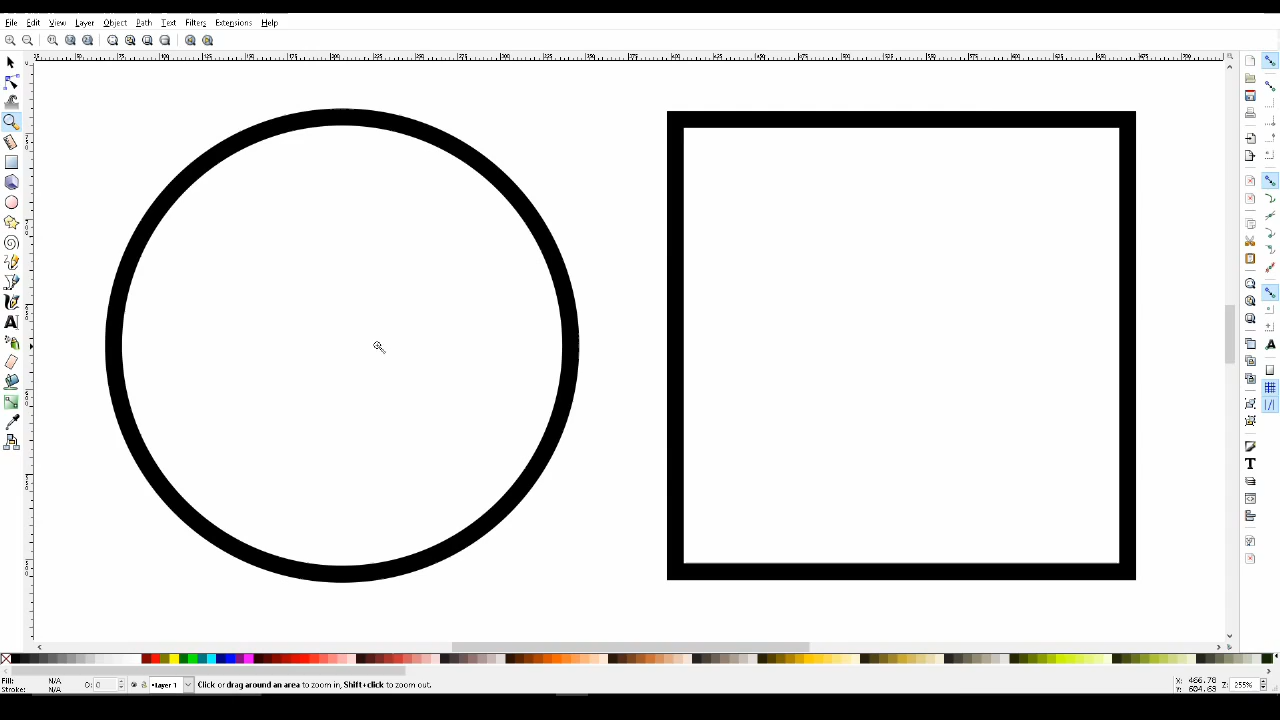 File Edit View Layer Object Path Text Filters Extensions Help
Fill: N/A
Stroke: N/A
O: 0
•layer 1
Click or drag around an area to zoom in, Shift+click to zoom out.
X: 466.78
Y: 604.63
Z: 255%